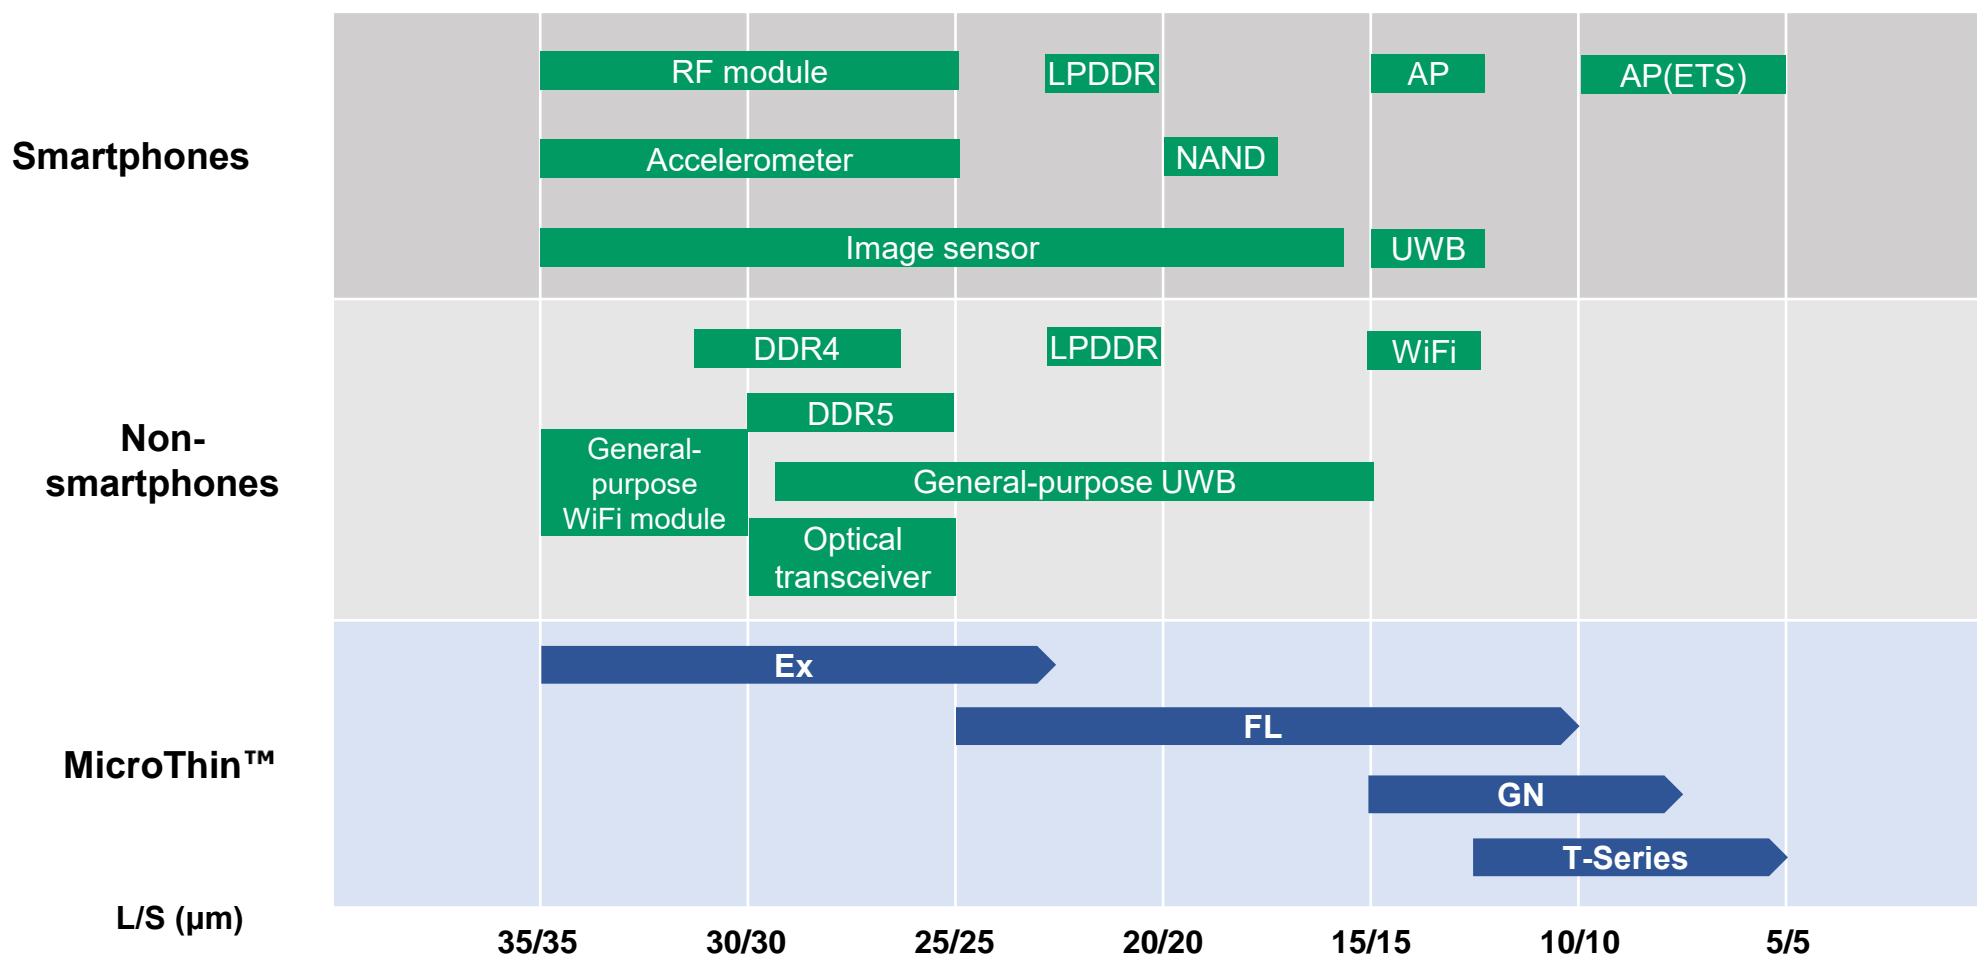 Smartphones
RF module
LPDDR
AP
AP(ETS)
Accelerometer
NAND
Image sensor
UWB
Non-
smartphones
DDR4
LPDDR
WiFi
DDR5
General-
purpose
WiFi module
General-purpose UWB
Optical
transceiver
MicroThin™
Ex
FL
GN
T-Series
L/S (μm)
35/35
30/30
25/25
20/20
15/15
10/10
5/5